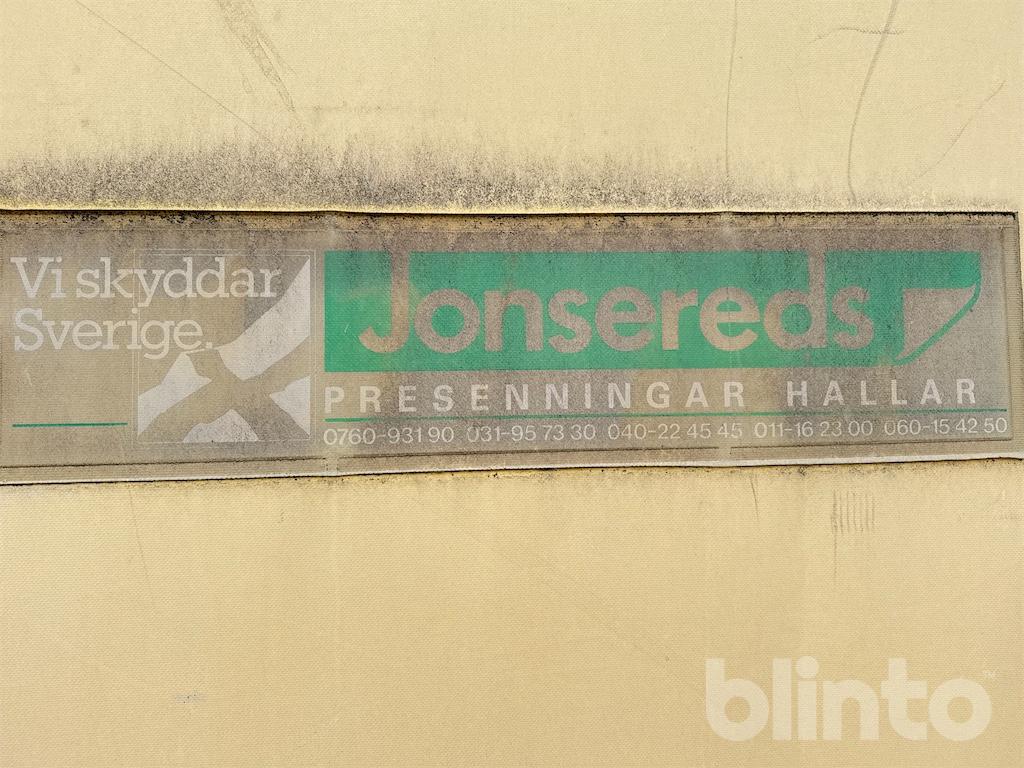 Vi skyddar
Sverige.
Jonsereds
PRESENNINGAR HALLAR
0760-931 90 031-95 73 30 040-22 45 45 011-16 23 00 060-15 42 50
blinto™